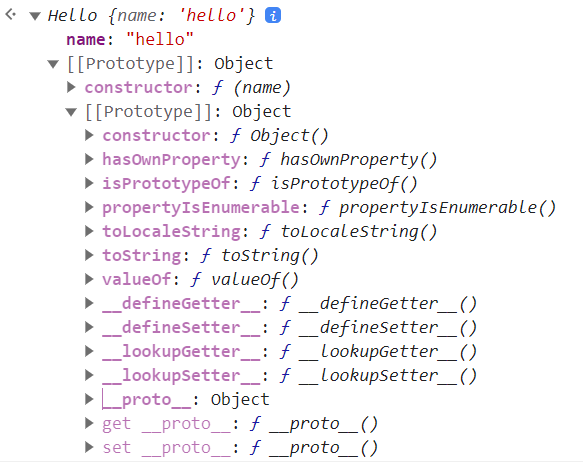 Hello {name: 'hello'} i
name: "hello"
[[Prototype]]: Object
constructor: ƒ (name)
[[Prototype]]: Object
constructor: ƒ Object()
hasOwnProperty: ƒ hasOwnProperty()
isPrototypeOf: ƒ isPrototypeOf()
propertyIsEnumerable: ƒ propertyIsEnumerable()
toLocaleString: ƒ toLocaleString()
toString: ƒ toString()
valueOf: ƒ valueOf()
__defineGetter__: ƒ __defineGetter__()
__defineSetter__: ƒ __defineSetter__()
__lookupGetter__: ƒ __lookupGetter__()
__lookupSetter__: ƒ __lookupSetter__()
__proto__: Object
get __proto__: ƒ __proto__()
set __proto__: ƒ __proto__()